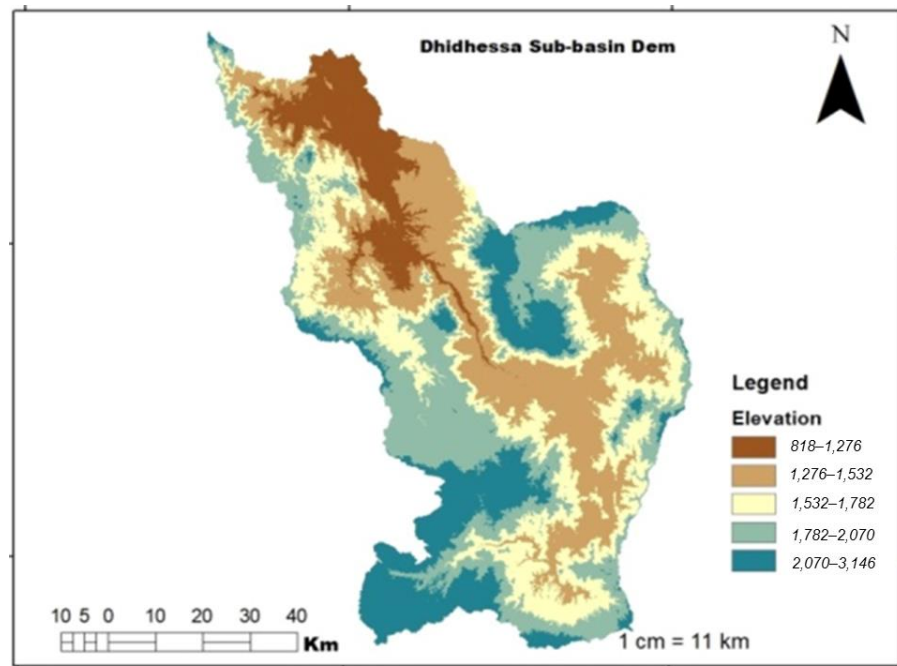 Dhidhessa Sub-basin Dem
N
Legend
Elevation
818–1,276
1,276–1,532
1,532–1,782
1,782–2,070
2,070–3,146
10 5 0 10 20 30 40
Km
1 cm = 11 km